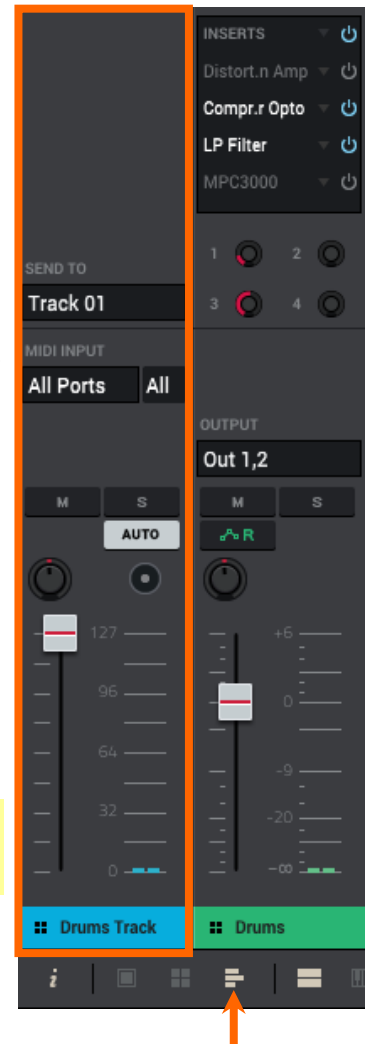 SEND TO
Track 01
MIDI INPUT
All Ports All
M S
AUTO
127
96
64
32
0
Drums Track
INSERTS
Distort.n Amp
Compr.r Opto
LP Filter
MPC3000
1 2
3 4
OUTPUT
Out 1,2
M S
R
+6
0
-9
-20
-∞
Drums
i